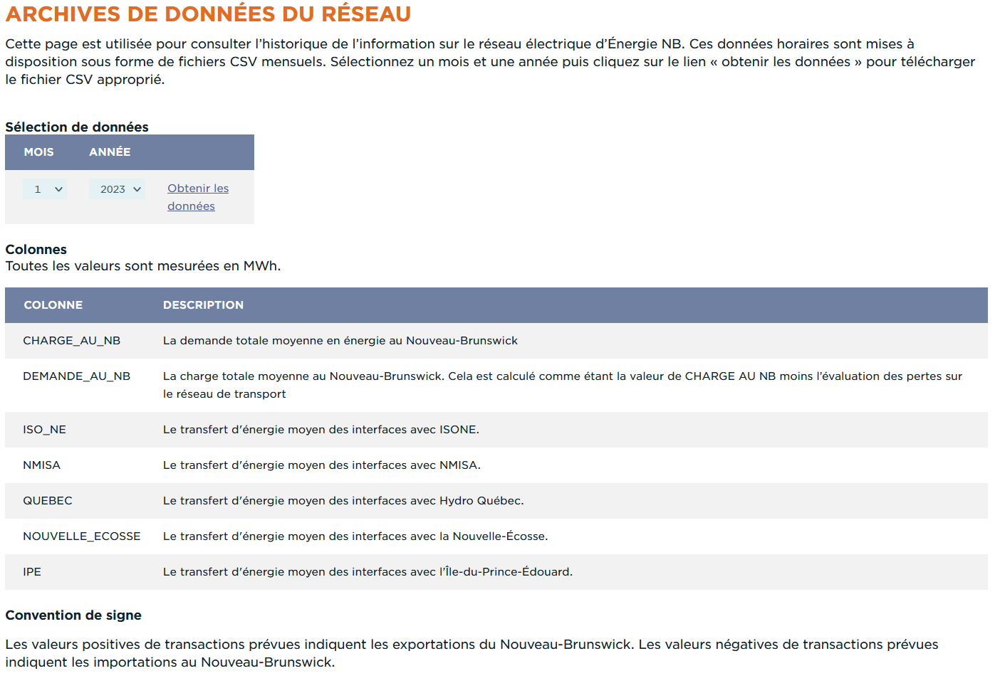 ARCHIVES DE DONNÉES DU RÉSEAU
Cette page est utilisée pour consulter l’historique de l’information sur le réseau électrique d’Énergie NB. Ces données horaires sont mises à
disposition sous forme de fichiers CSV mensuels. Sélectionnez un mois et une année puis cliquez sur le lien « obtenir les données » pour télécharger
le fichier CSV approprié.
Sélection de données
MOIS ANNÉE
1 2023 Obtenir les
données
Colonnes
Toutes les valeurs sont mesurées en MWh.
COLONNE DESCRIPTION
CHARGE_AU_NB La demande totale moyenne en énergie au Nouveau-Brunswick
DEMANDE_AU_NB La charge totale moyenne au Nouveau-Brunswick. Cela est calculé comme étant la valeur de CHARGE AU NB moins l’évaluation des pertes sur
le réseau de transport
ISO_NE Le transfert d'énergie moyen des interfaces avec ISONE.
NMISA Le transfert d'énergie moyen des interfaces avec NMISA.
QUEBEC Le transfert d'énergie moyen des interfaces avec Hydro Québec.
NOUVELLE_ECOSSE Le transfert d'énergie moyen des interfaces avec la Nouvelle-Écosse.
IPE Le transfert d'énergie moyen des interfaces avec l’Île-du-Prince-Édouard.
Convention de signe
Les valeurs positives de transactions prévues indiquent les exportations du Nouveau-Brunswick. Les valeurs négatives de transactions prévues
indiquent les importations au Nouveau-Brunswick.